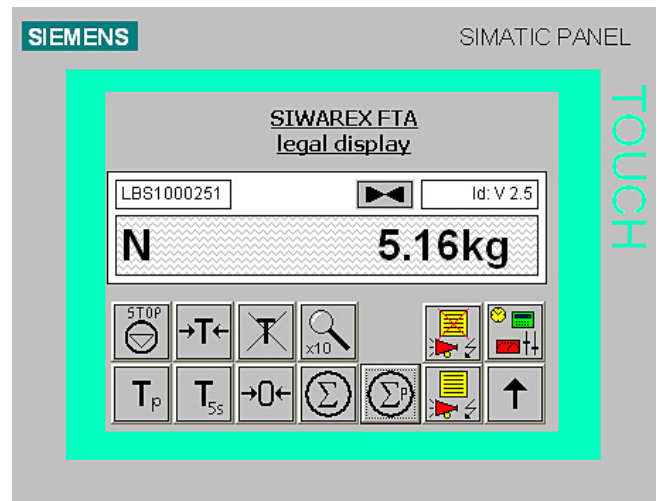 SIEMENS SIMATIC PANEL
TOUCH
SIWAREX FTA
legal display
LBS1000251 Id: V 2.5
N 5.16kg
STOP →T← T x10
Tp T5s →0← Σ ΣP